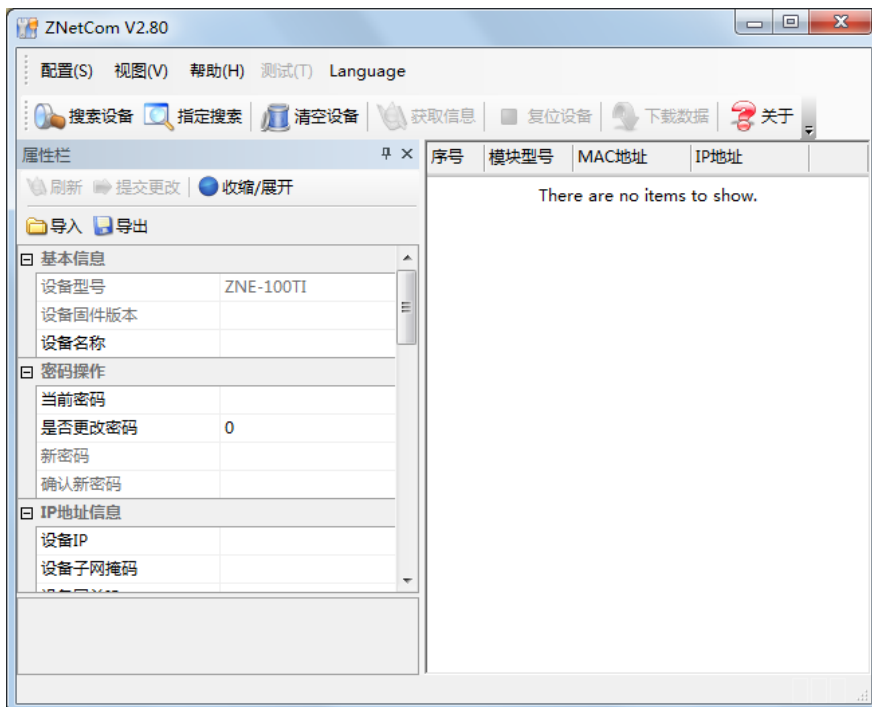 ZNetCom V2.80
配置(S) 视图(V) 帮助(H) 测试(T) Language
搜索设备 指定搜索 清空设备 获取信息 复位设备 下载数据 关于
属性栏
序号 模块型号 MAC地址 IP地址
刷新 提交更改 收缩/展开
There are no items to show.
导入 导出
基本信息
设备型号 ZNE-100TI
设备固件版本
设备名称
密码操作
当前密码
是否更改密码 0
新密码
确认新密码
IP地址信息
设备IP
设备子网掩码